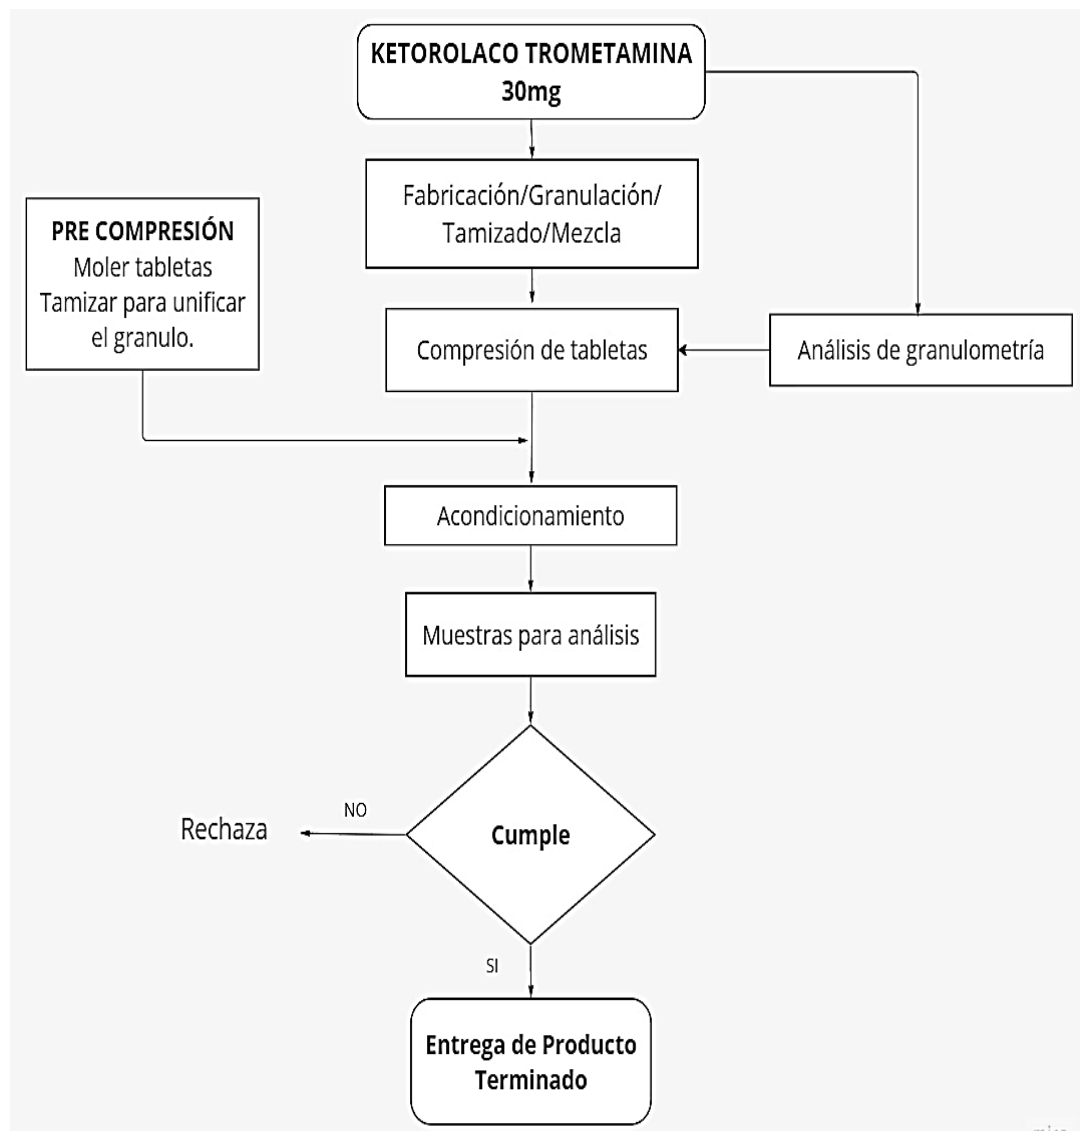 KETOROLACO TROMETAMINA
30mg
Fabricación/Granulación/
Tamizado/Mezcla
PRE COMPRESIÓN
Moler tabletas
Tamizar para unificar
el granulo.
Compresión de tabletas
Análisis de granulometría
Acondicionamiento
Muestras para análisis
Cumple
NO
Rechaza
SI
Entrega de Producto
Terminado